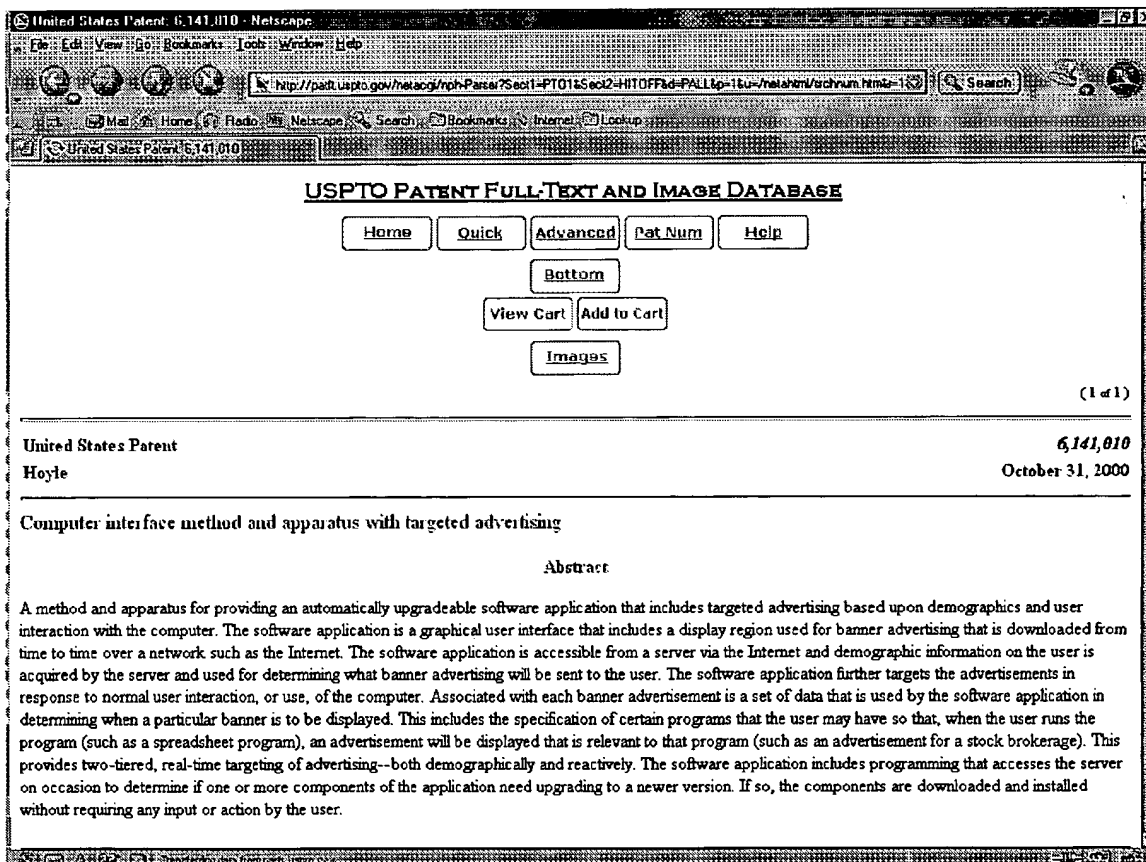 United States Patent: 6,141,010 - Netscape
File Edit View Go Bookmarks Tools Window Help
Search
Mail Home Radio Netscape Search Bookmarks Internet Lookup
United States Patent: 6,141,010
USPTO PATENT FULL-TEXT AND IMAGE DATABASE
Home Quick Advanced Pat Num Help
Bottom
View Cart Add to Cart
Images
(1 of 1)
United States Patent 6,141,010
Hoyle October 31, 2000
Computer interface method and apparatus with targeted advertising
Abstract
A method and apparatus for providing an automatically upgradeable software application that includes targeted advertising based upon demographics and user
interaction with the computer. The software application is a graphical user interface that includes a display region used for banner advertising that is downloaded from
time to time over a network such as the Internet. The software application is accessible from a server via the Internet and demographic information on the user is
acquired by the server and used for determining what banner advertising will be sent to the user. The software application further targets the advertisements in
response to normal user interaction, or use, of the computer. Associated with each banner advertisement is a set of data that is used by the software application in
determining when a particular banner is to be displayed. This includes the specification of certain programs that the user may have so that, when the user runs the
program (such as a spreadsheet program), an advertisement will be displayed that is relevant to that program (such as an advertisement for a stock brokerage). This
provides two-tiered, real-time targeting of advertising--both demographically and reactively. The software application includes programming that accesses the server
on occasion to determine if one or more components of the application need upgrading to a newer version. If so, the components are downloaded and installed
without requiring any input or action by the user.